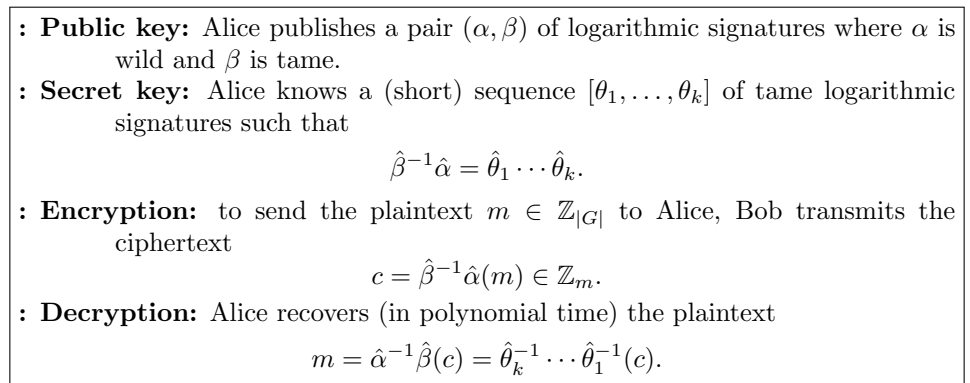 : Public key: Alice publishes a pair (α, β) of logarithmic signatures where α is
wild and β is tame.
: Secret key: Alice knows a (short) sequence [θ₁, . . . , θₖ] of tame logarithmic
signatures such that
β̂⁻¹α̂ = θ̂₁ · · · θ̂ₖ.
: Encryption: to send the plaintext m ∈ ℤ_{|G|} to Alice, Bob transmits the
ciphertext
c = β̂⁻¹α̂(m) ∈ ℤₘ.
: Decryption: Alice recovers (in polynomial time) the plaintext
m = α̂⁻¹β̂(c) = θ̂ₖ⁻¹ · · · θ̂₁⁻¹(c).